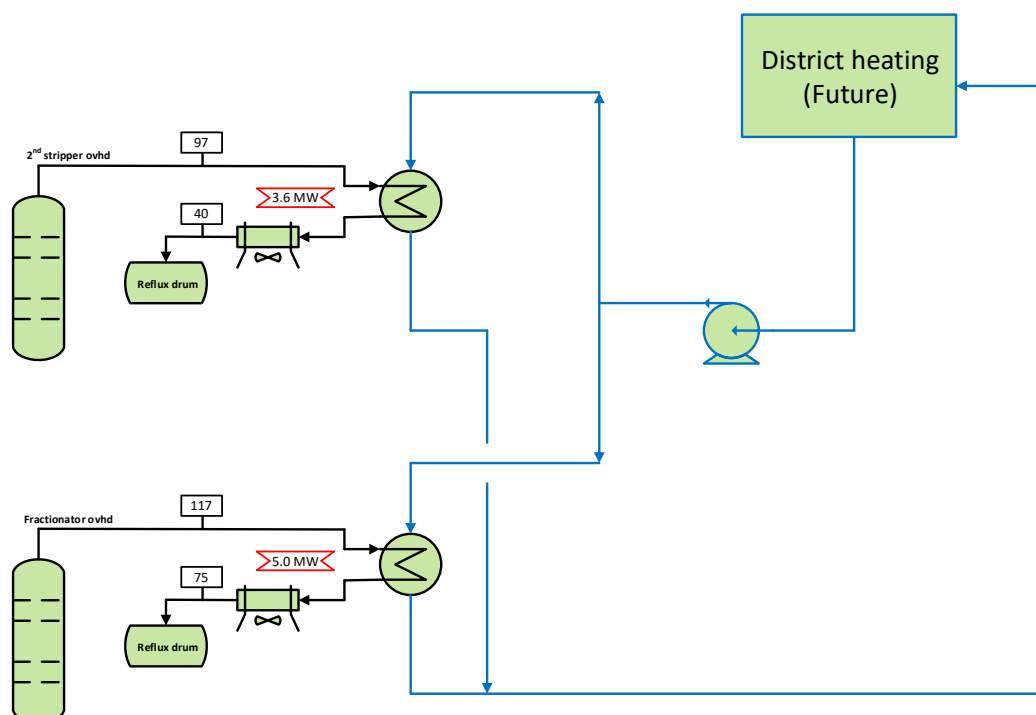 District heating
(Future)
97
2nd stripper ovhd
3.6 MW
40
Reflux drum
117
Fractionator ovhd
5.0 MW
75
Reflux drum